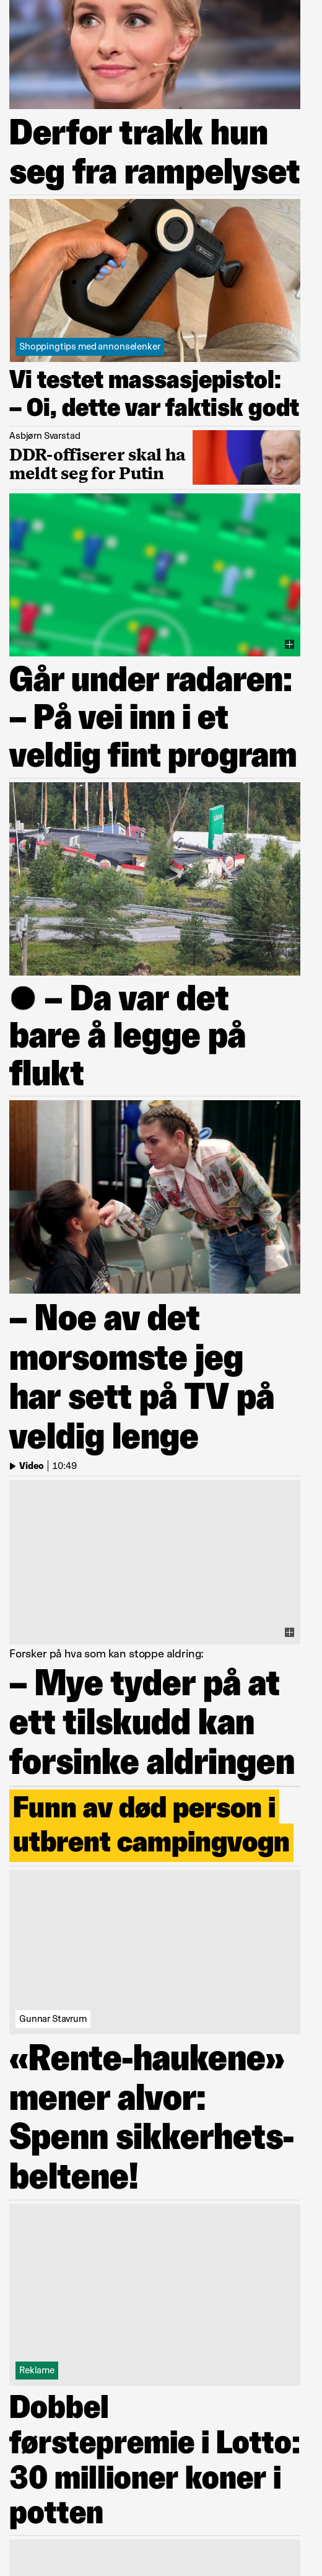 Derfor trakk hun
seg fra rampelyset
Shoppingtips med annonselenker
Vi testet massasjepistol:
– Oi, dette var faktisk godt
Asbjørn Svarstad
DDR-offiserer skal ha
meldt seg for Putin
Går under radaren:
– På vei inn i et
veldig fint program
– Da var det
bare å legge på
flukt
– Noe av det
morsomste jeg
har sett på TV på
veldig lenge
Video | 10:49
Forsker på hva som kan stoppe aldring:
– Mye tyder på at
ett tilskudd kan
forsinke aldringen
Funn av død person i
utbrent campingvogn
Gunnar Stavrum
«Rente-haukene»
mener alvor:
Spenn sikkerhets-
beltene!
Reklame
Dobbel
førstepremie i Lotto:
30 millioner koner i
potten